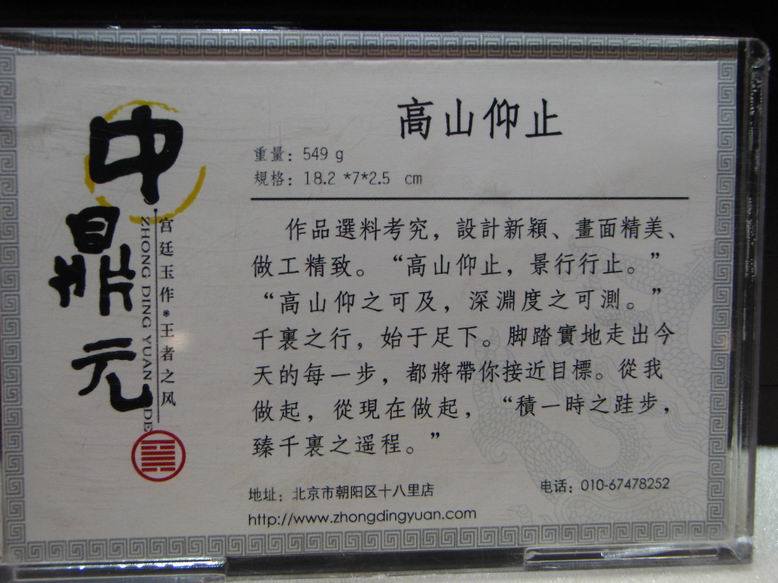 中鼎元
ZHONG DING YUAN JADE
宫廷玉作*王者之风
高山仰止
重量：549 g
規格：18.2 *7*2.5 cm
作品選料考究，設計新穎、畫面精美、
做工精致。“高山仰止，景行行止。”
“高山仰之可及，深淵度之可測。”
千裏之行，始于足下。脚踏實地走出今
天的每一步，都將帶你接近目標。從我
做起，從現在做起，“積一時之跬步，
臻千裏之遥程。”
地址：北京市朝阳区十八里店
电话：010-67478252
http://www.zhongdingyuan.com